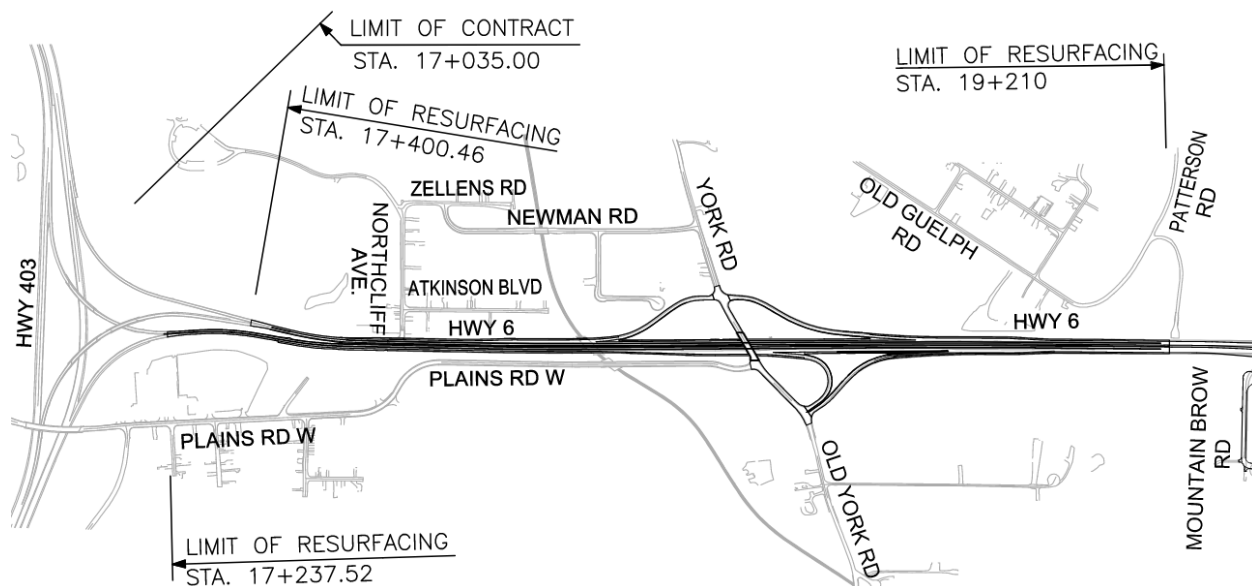 LIMIT OF CONTRACT
STA. 17+035.00
LIMIT OF RESURFACING
STA. 19+210
LIMIT OF RESURFACING
STA. 17+400.46
ZELLENS RD
NEWMAN RD
YORK RD
OLD GUELPH
RD
PATTERSON
RD
NORTHCLIFF
AVE.
ATKINSON BLVD
HWY 403
HWY 6
HWY 6
PLAINS RD W
PLAINS RD W
MOUNTAIN BROW
RD
OLD YORK RD
LIMIT OF RESURFACING
STA. 17+237.52